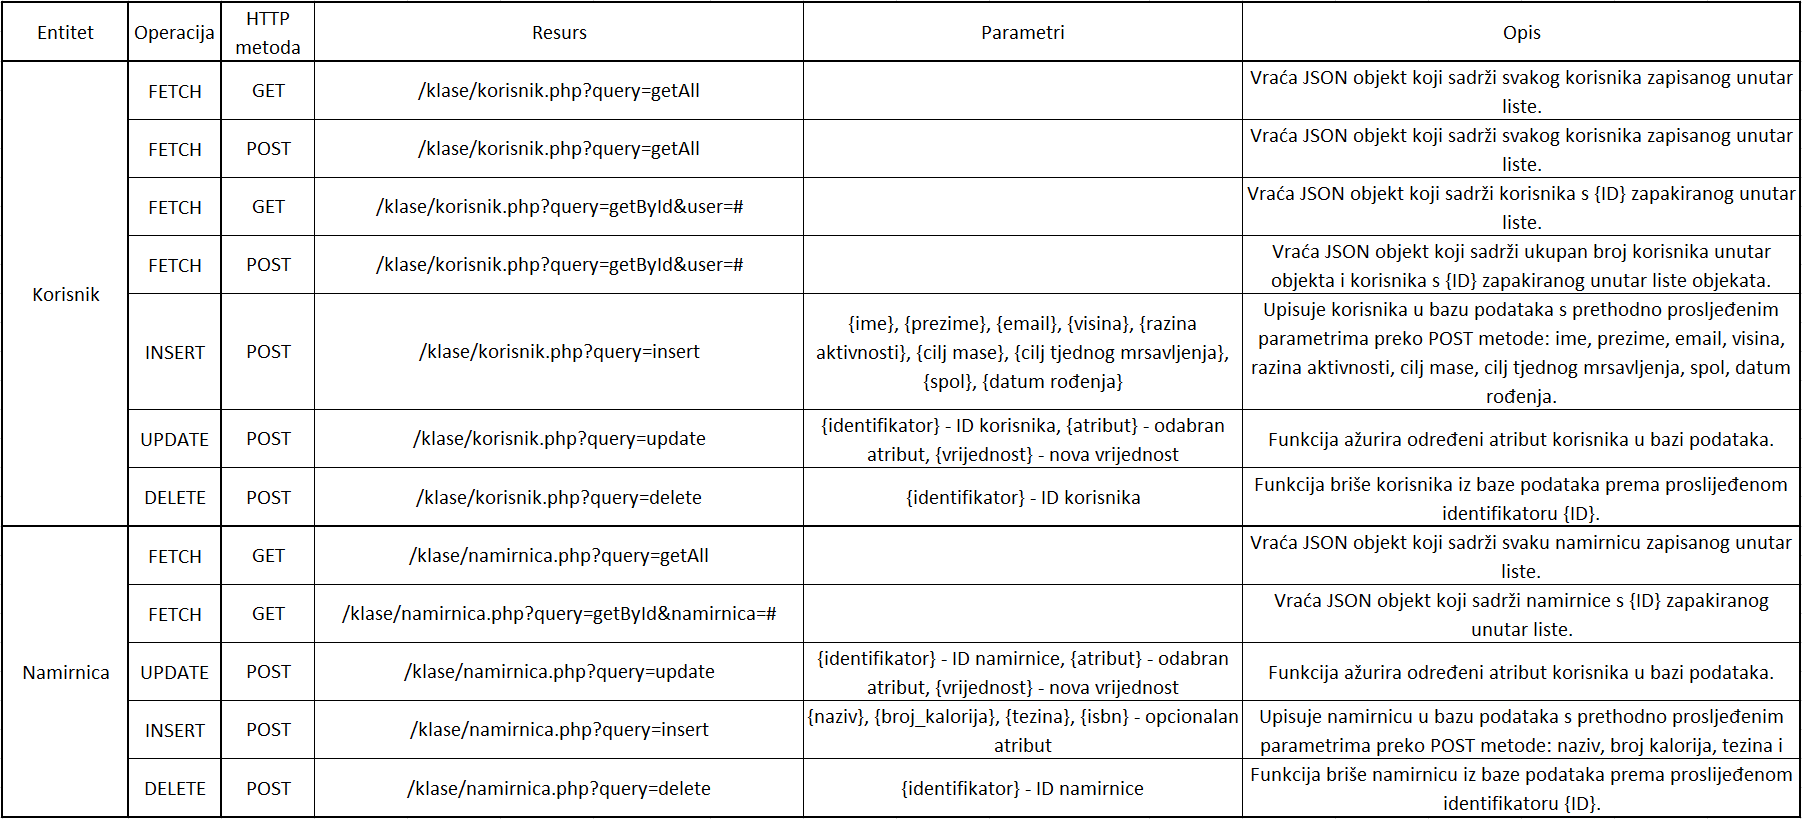 Entitet
Operacija
HTTP
metoda
Resurs
Parametri
Opis
Korisnik
FETCH
GET
/klase/korisnik.php?query=getAll
Vraća JSON objekt koji sadrži svakog korisnika zapisanog unutar
liste.
FETCH
POST
/klase/korisnik.php?query=getAll
Vraća JSON objekt koji sadrži svakog korisnika zapisanog unutar
liste.
FETCH
GET
/klase/korisnik.php?query=getById&user=#
Vraća JSON objekt koji sadrži korisnika s {ID} zapakiranog unutar
liste.
FETCH
POST
/klase/korisnik.php?query=getById&user=#
Vraća JSON objekt koji sadrži ukupan broj korisnika unutar
objekta i korisnika s {ID} zapakiranog unutar liste objekata.
INSERT
POST
/klase/korisnik.php?query=insert
{ime}, {prezime}, {email}, {visina}, {razina
aktivnosti}, {cilj mase}, {cilj tjednog mrsavljenja},
{spol}, {datum rođenja}
Upisuje korisnika u bazu podataka s prethodno prosljeđenim
parametrima preko POST metode: ime, prezime, email, visina,
razina aktivnosti, cilj mase, cilj tjednog mrsavljenja, spol, datum
rođenja.
UPDATE
POST
/klase/korisnik.php?query=update
{identifikator} - ID korisnika, {atribut} - odabran
atribut, {vrijednost} - nova vrijednost
Funkcija ažurira određeni atribut korisnika u bazi podataka.
DELETE
POST
/klase/korisnik.php?query=delete
{identifikator} - ID korisnika
Funkcija briše korisnika iz baze podataka prema proslijeđenom
identifikatoru {ID}.
Namirnica
FETCH
GET
/klase/namirnica.php?query=getAll
Vraća JSON objekt koji sadrži svaku namirnicu zapisanog unutar
liste.
FETCH
GET
/klase/namirnica.php?query=getById&namirnica=#
Vraća JSON objekt koji sadrži namirnice s {ID} zapakiranog
unutar liste.
UPDATE
POST
/klase/namirnica.php?query=update
{identifikator} - ID namirnice, {atribut} - odabran
atribut, {vrijednost} - nova vrijednost
Funkcija ažurira određeni atribut korisnika u bazi podataka.
INSERT
POST
/klase/namirnica.php?query=insert
{naziv}, {broj_kalorija}, {tezina}, {isbn} - opcionalan
atribut
Upisuje namirnicu u bazu podataka s prethodno prosljeđenim
parametrima preko POST metode: naziv, broj kalorija, tezina i
DELETE
POST
/klase/namirnica.php?query=delete
{identifikator} - ID namirnice
Funkcija briše namirnicu iz baze podataka prema proslijeđenom
identifikatoru {ID}.